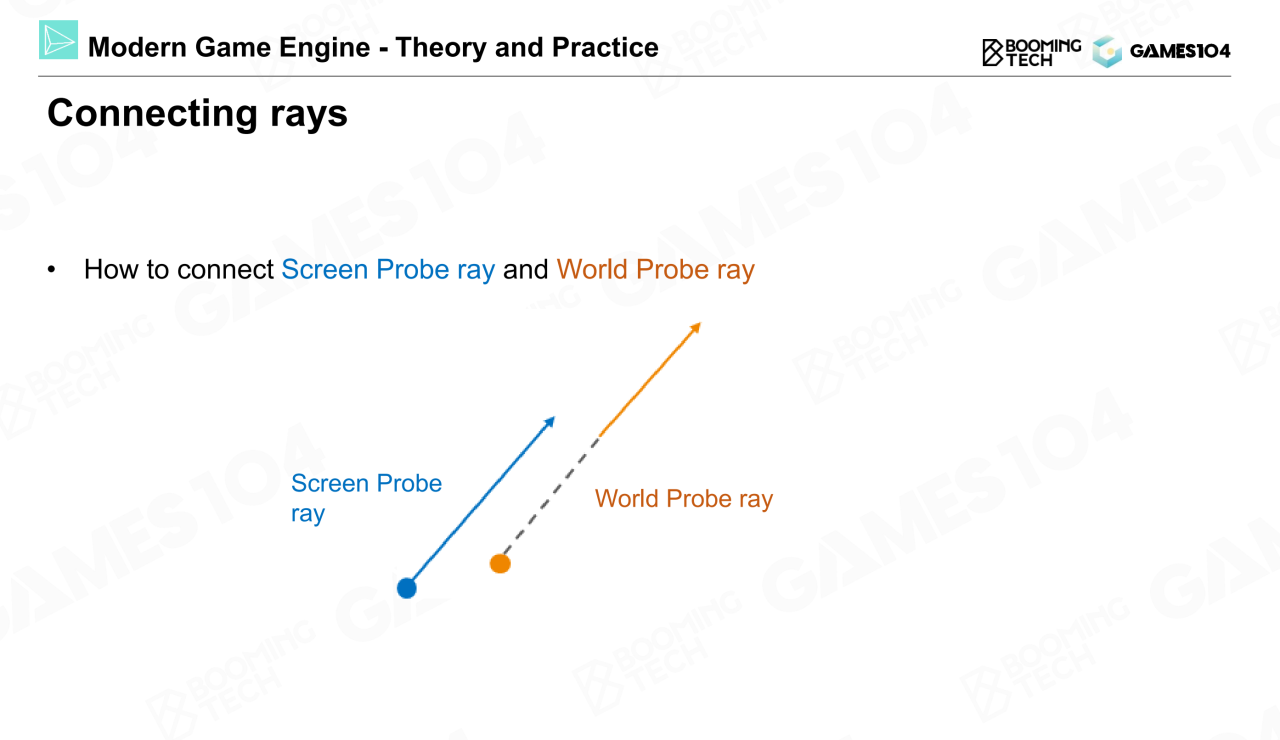 Modern Game Engine - Theory and Practice
BOOMING
TECH
GAMES104
Connecting rays
• How to connect Screen Probe ray and World Probe ray
Screen Probe
ray
World Probe ray